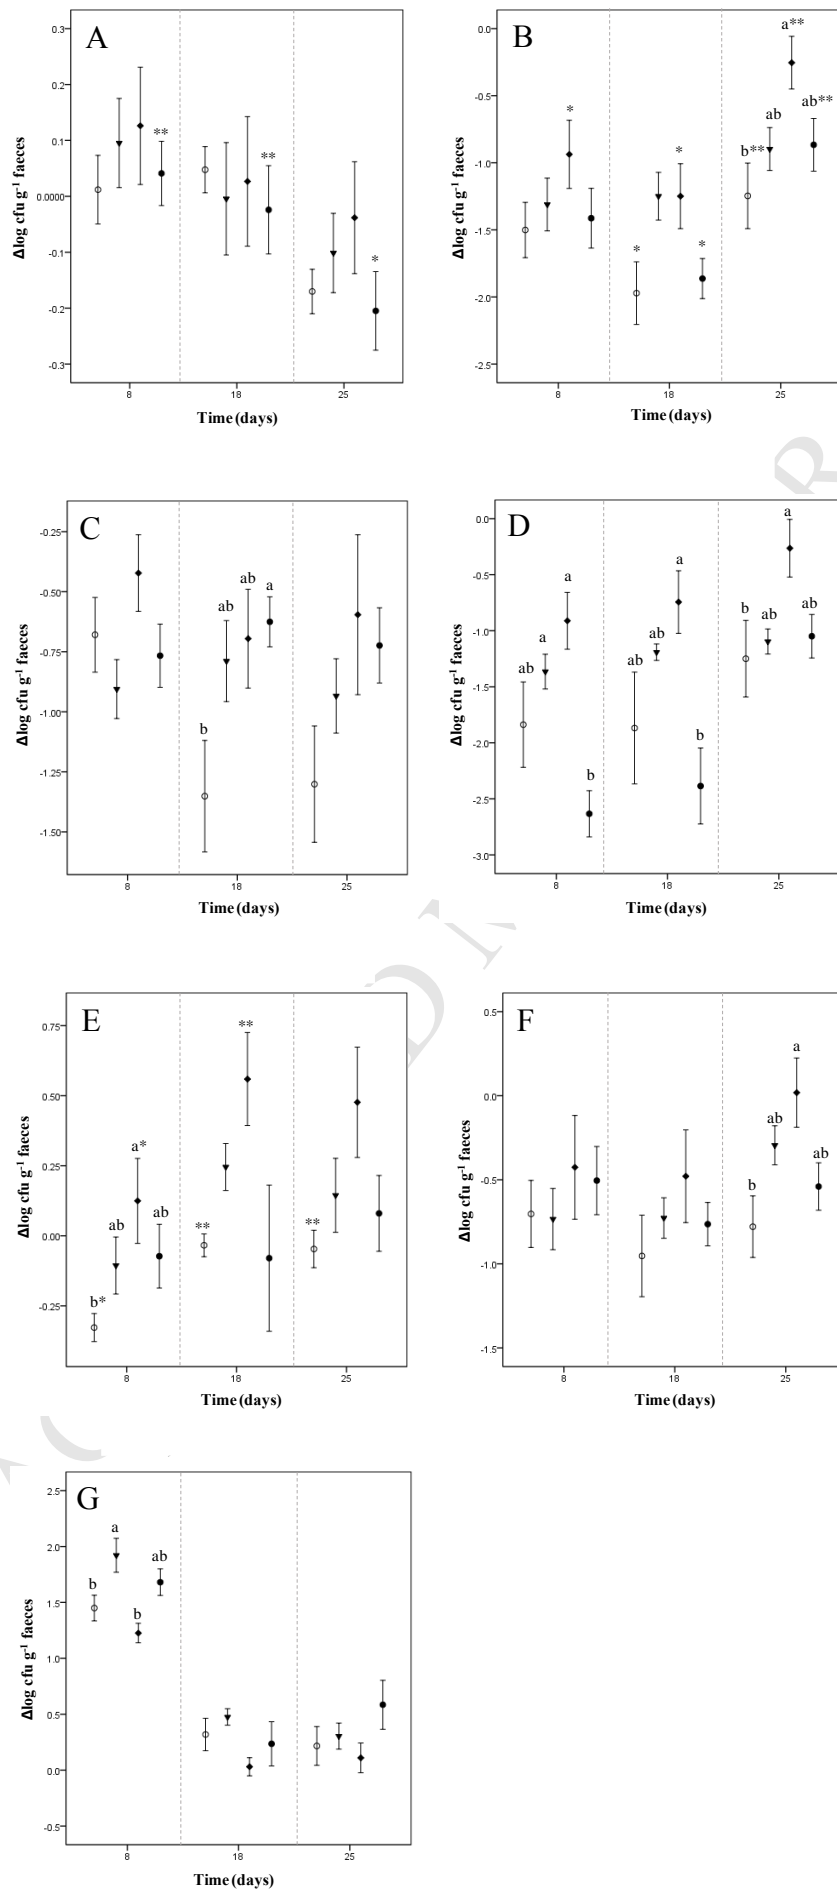 A
0.3
0.2
0.1
0.0000
-0.1
-0.2
-0.3
**
**
*
Δlog cfu g-1 faeces
8
18
25
Time (days)
B
0.0
-0.5
-1.0
-1.5
-2.0
-2.5
*
*
*
*
b**
ab
a**
ab**
Δlog cfu g-1 faeces
8
18
25
Time (days)
C
-0.25
-0.50
-0.75
-1.00
-1.25
-1.50
b
ab
ab
a
Δlog cfu g-1 faeces
8
18
25
Time (days)
D
0.0
-0.5
-1.0
-1.5
-2.0
-2.5
-3.0
ab
a
a
b
ab
ab
a
b
b
ab
a
ab
Δlog cfu g-1 faeces
8
18
25
Time (days)
E
0.75
0.50
0.25
0.00
-0.25
b*
ab
a*
ab
**
**
**
Δlog cfu g-1 faeces
8
18
25
Time (days)
F
0.5
0.0
-0.5
-1.0
-1.5
b
ab
a
ab
Δlog cfu g-1 faeces
8
18
25
Time (days)
G
2.5
2.0
1.5
1.0
0.5
0.0
-0.5
b
a
b
ab
Δlog cfu g-1 faeces
8
18
25
Time (days)